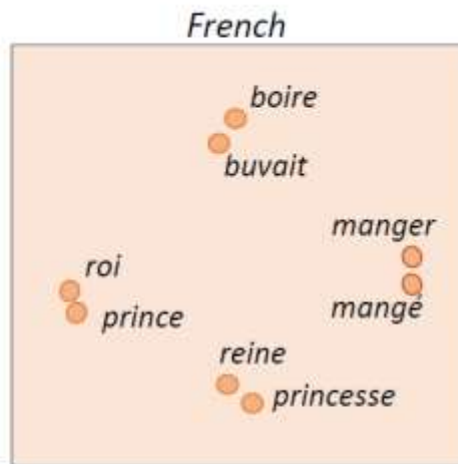 French
boire
buvait
manger
mangé
roi
prince
reine
princesse